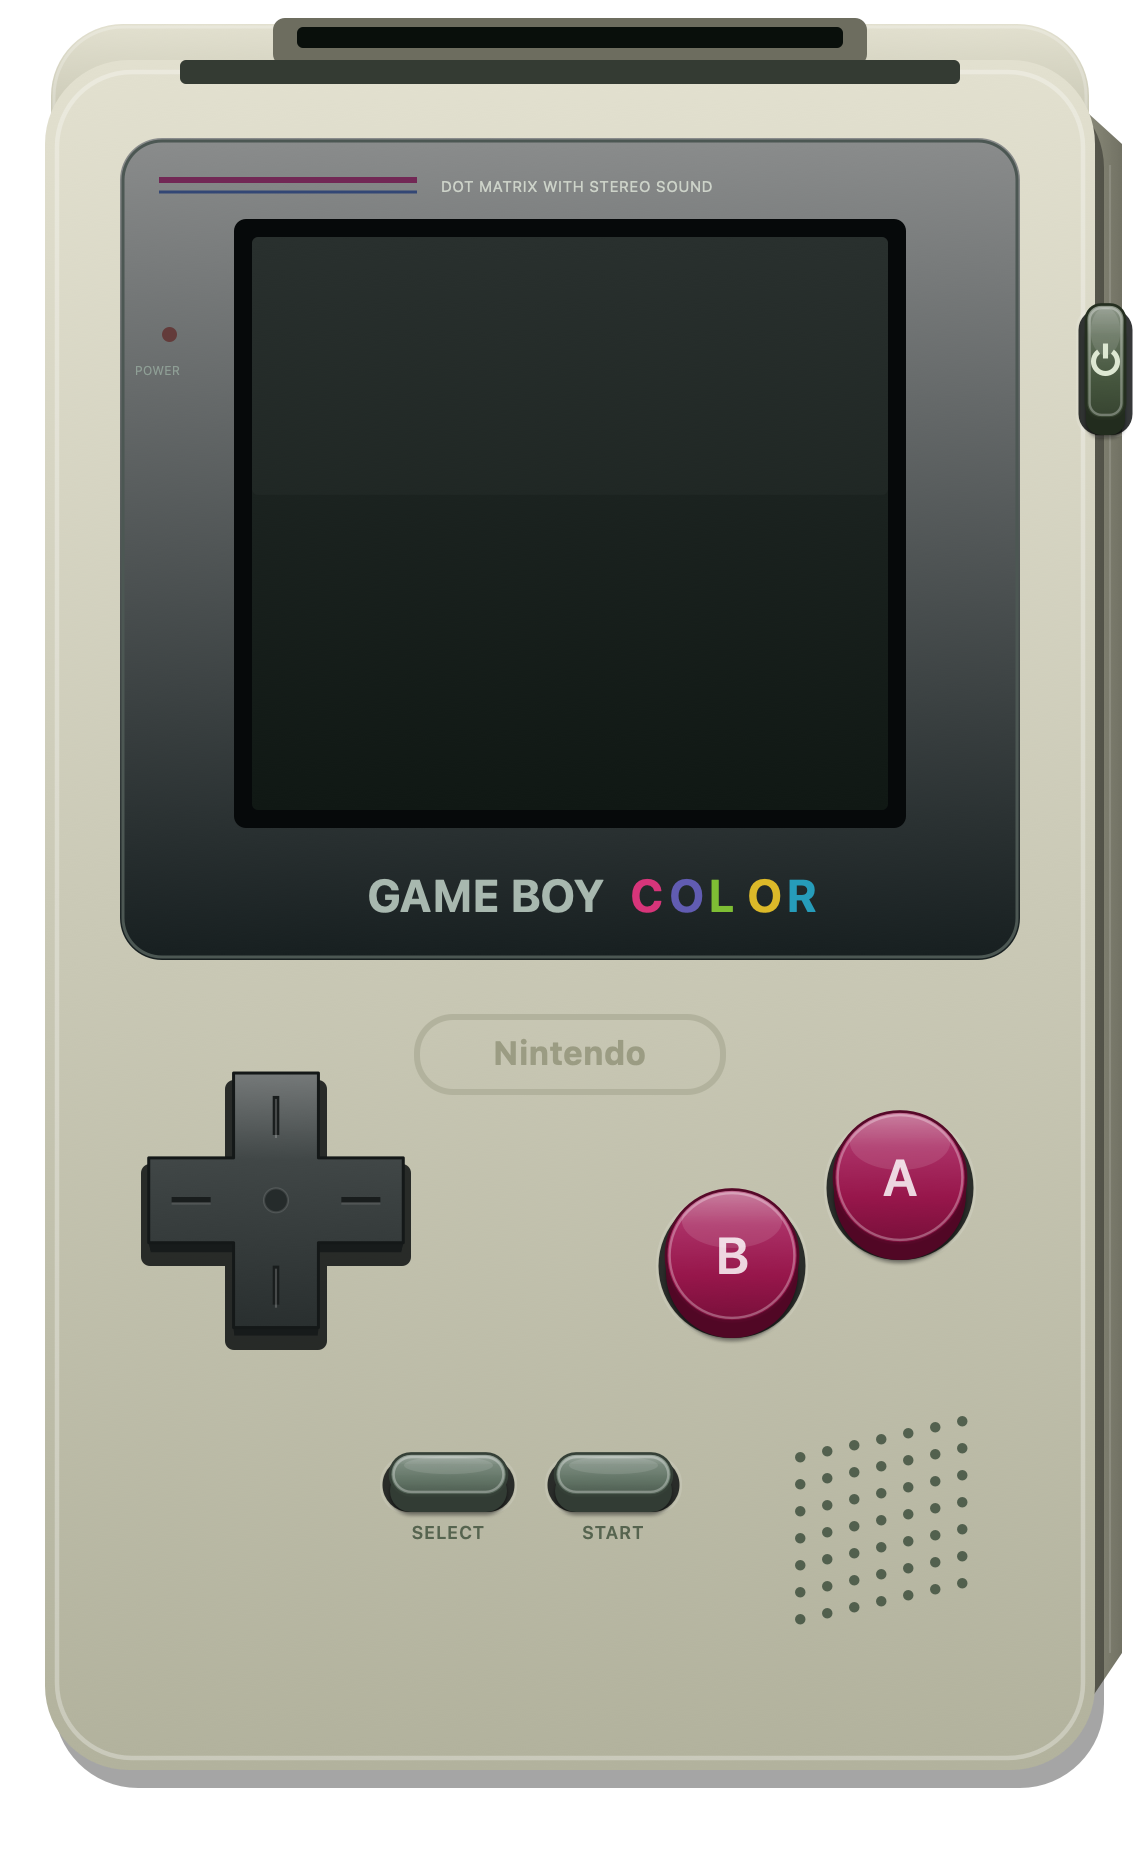 DOT MATRIX WITH STEREO SOUND
POWER
GAME BOY COLOR
Nintendo
A
B
SELECT START